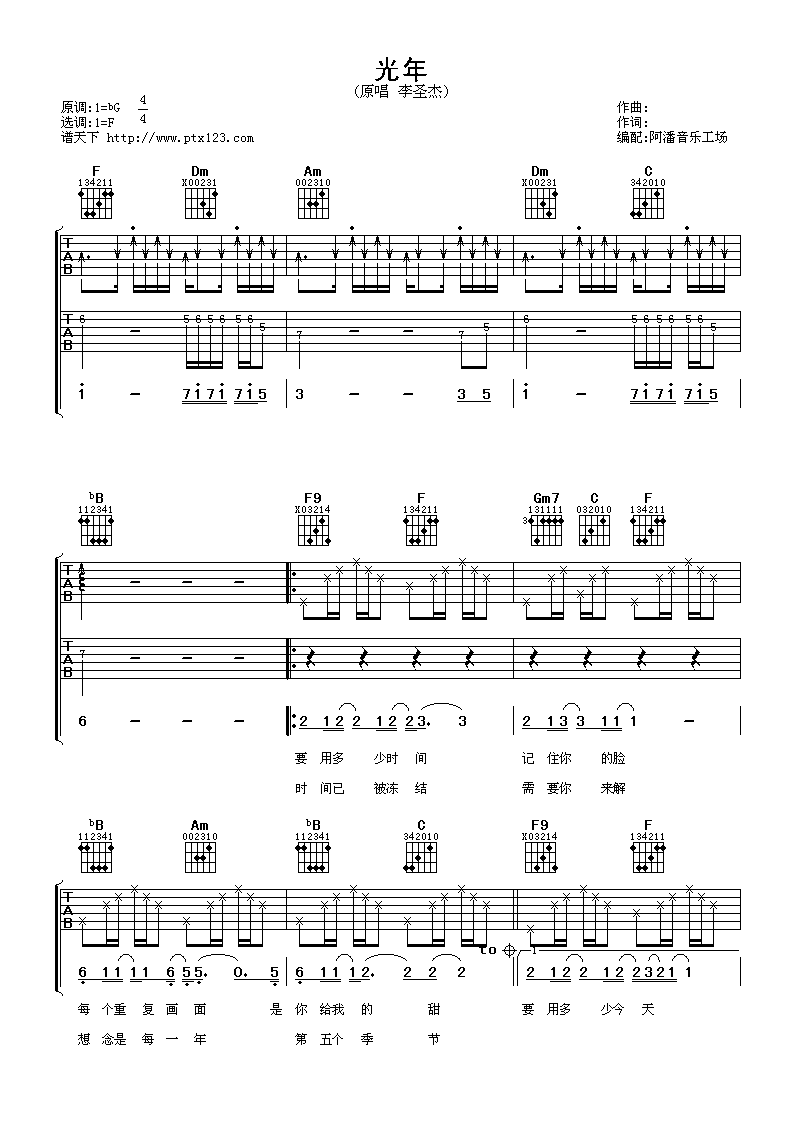 光年
(原唱 李圣杰)
原调:1=bG 4/4
作曲:
选调:1=F
作词:
谱天下 http://www.ptx123.com
编配:阿潘音乐工场
F Dm Am Dm C
134211 X00231 002310 X00231 342010
T A B
6 - 5 6 5 6 5 6 5 7 - - 7 5 6 - 5 6 5 6 5 6 5
T A B
1 - 7 1 7 1 7 1 5 3 - - 3 5 1 - 7 1 7 1 7 1 5
bB F9 F Gm7 C F
112341 X03214 134211 131111 032010 134211
3
T A B
- - -
7 - - -
T A B
6 - - - 2 1 2 2 1 2 2 3. 3 2 1 3 3 1 1 1 -
要 用多 少时 间 记 住你 的脸
时 间已 被冻 结 需 要你 来解
bB Am bB C F9 F
112341 002310 112341 342010 X03214 134211
T A B
to 1
6 1 1 1 1 6 5 5. 0. 5 6 1 1 1 2. 2 2 2 2 1 2 2 1 2 3 2 1 1
每 个重 复 画 面 是 你 给我 的 甜 要 用多 少今 天
想 念是 每 一 年 第 五个 季 节